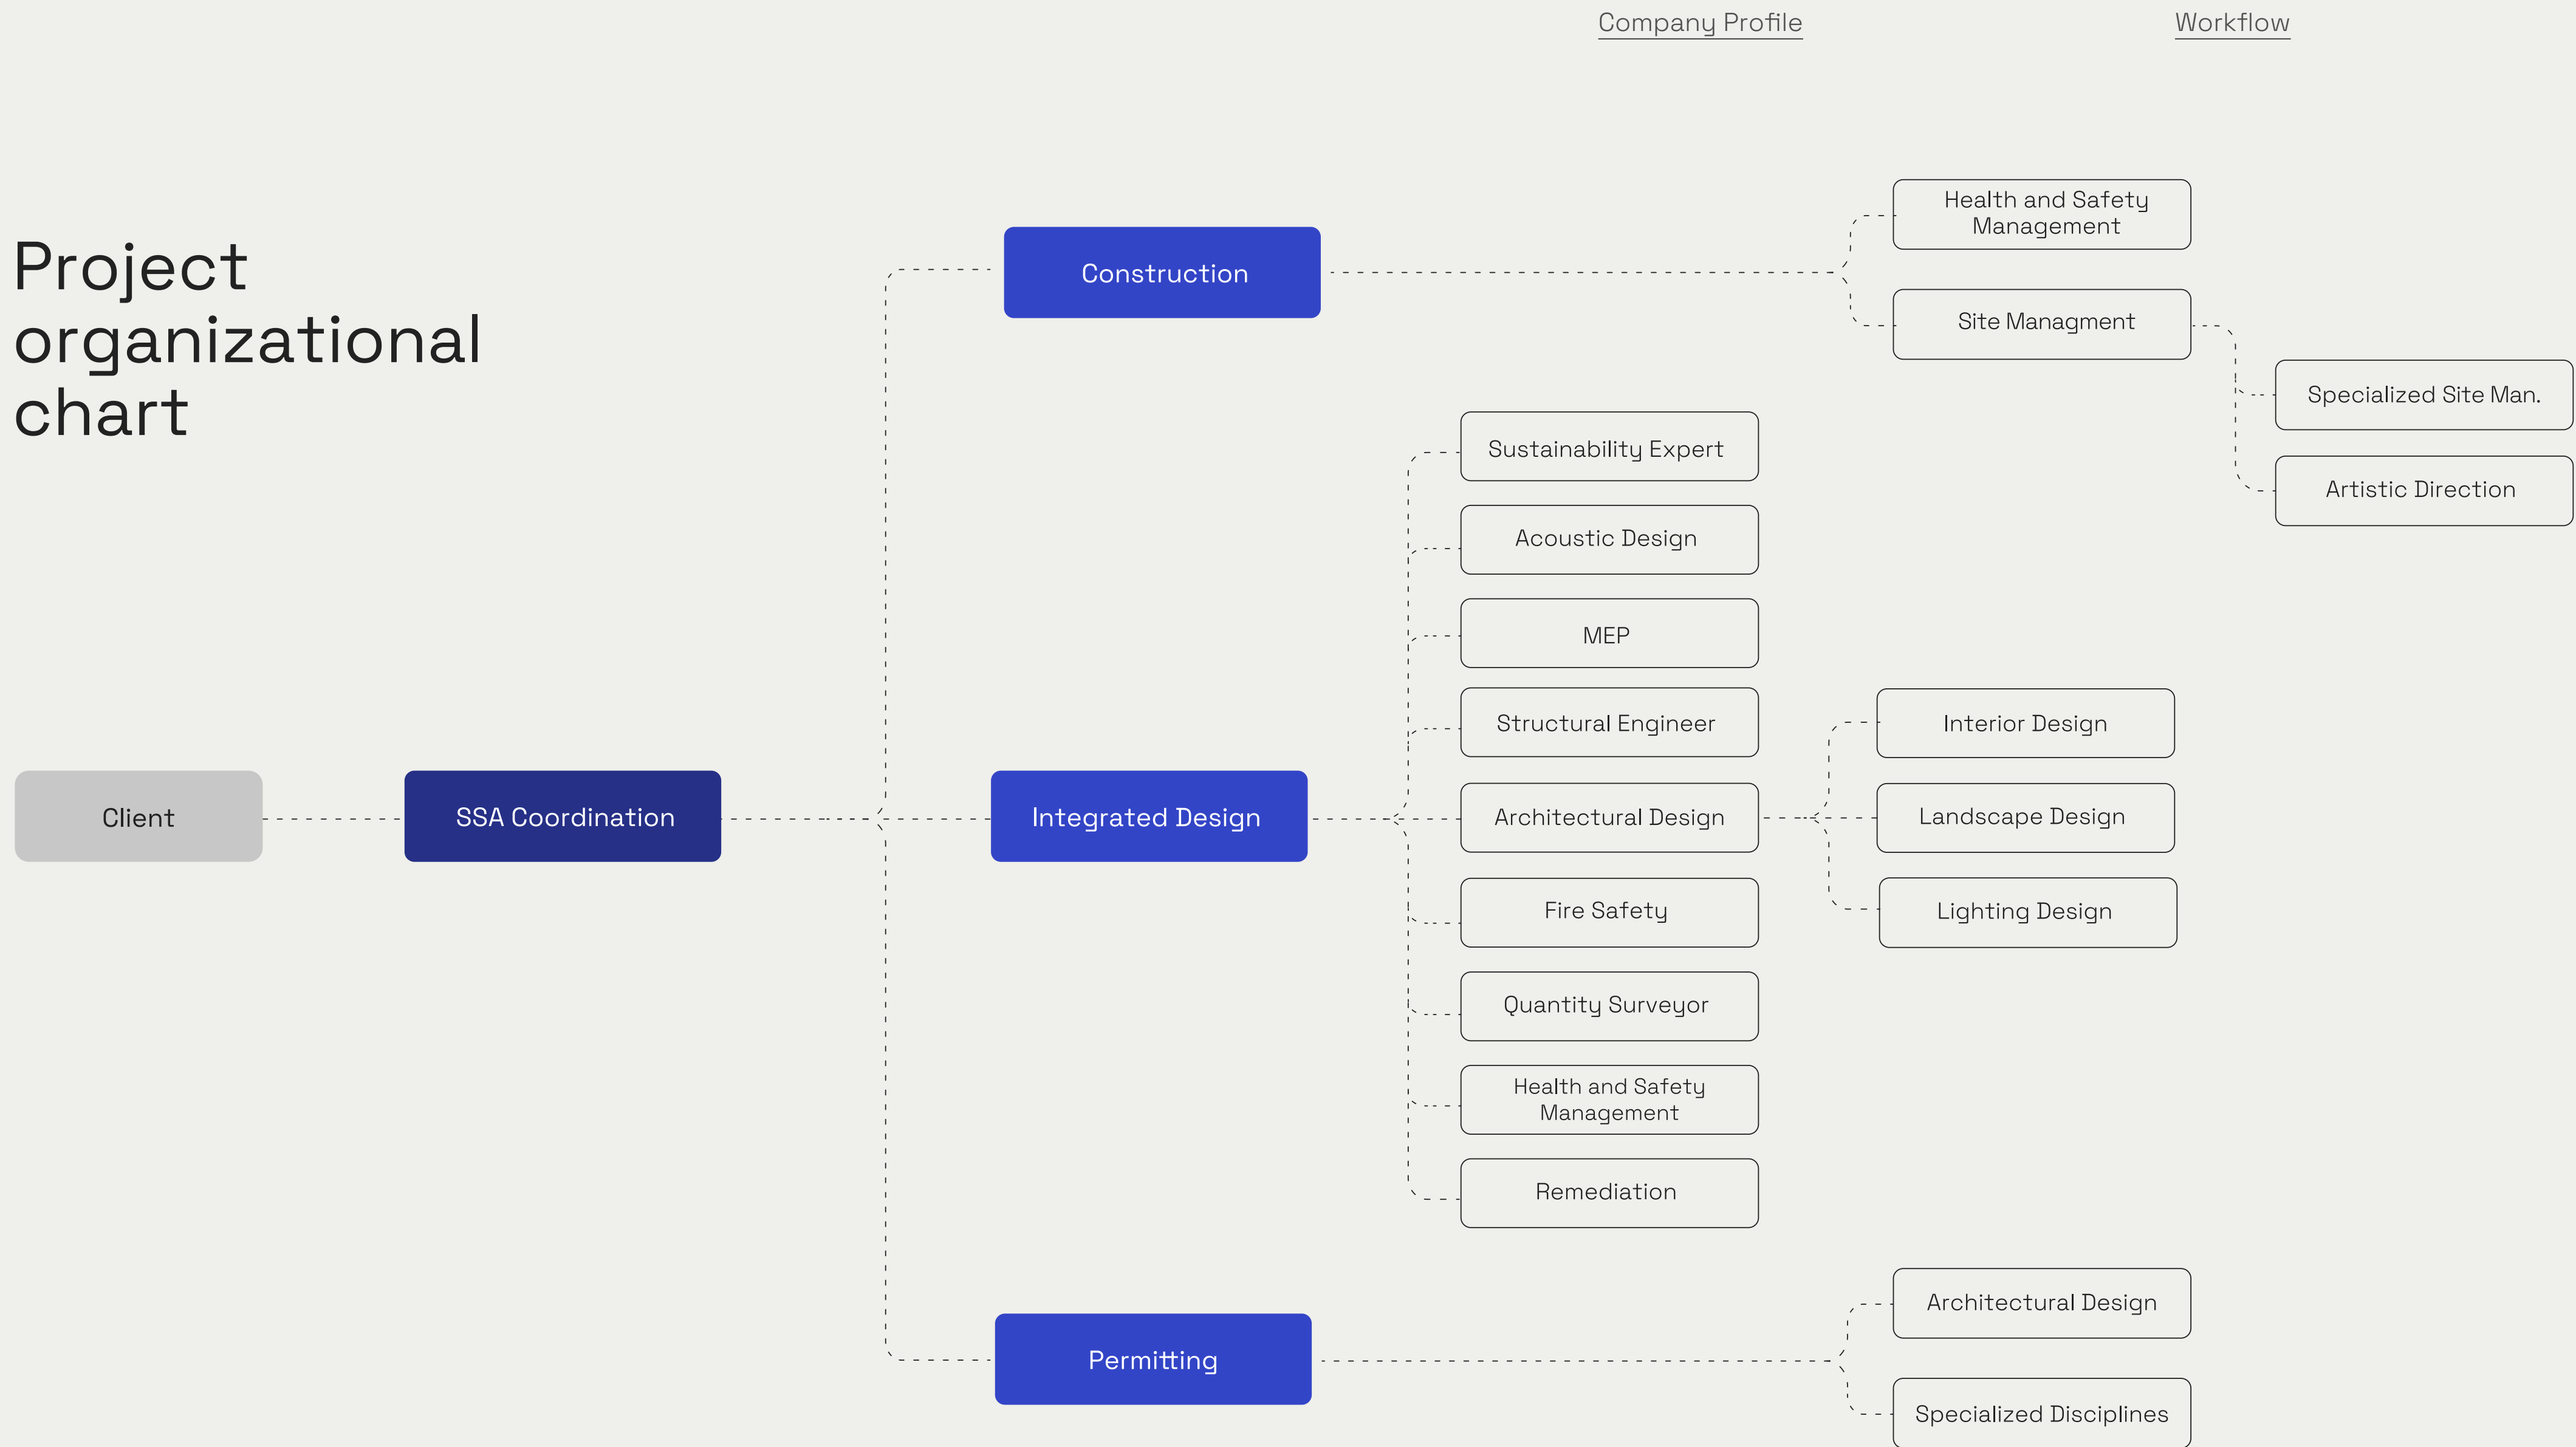 Company Profile
Workflow
Project
organizational
chart
Construction
Health and Safety
Management
Site Managment
Specialized Site Man.
Artistic Direction
Client
SSA Coordination
Integrated Design
Sustainability Expert
Acoustic Design
MEP
Structural Engineer
Architectural Design
Fire Safety
Quantity Surveyor
Health and Safety
Management
Remediation
Interior Design
Landscape Design
Lighting Design
Permitting
Architectural Design
Specialized Disciplines